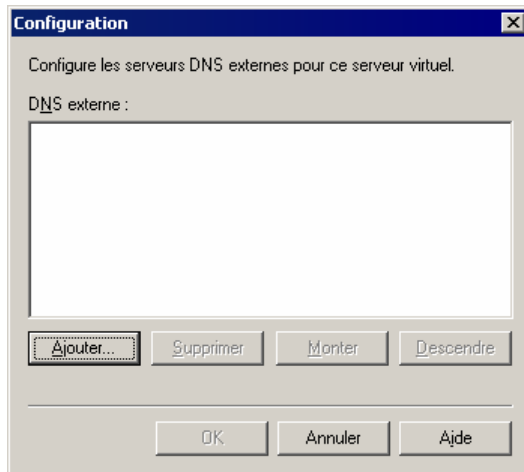 Configuration
Configure les serveurs DNS externes pour ce serveur virtuel.
DNS externe :
Ajouter... Supprimer Monter Descendre
OK Annuler Aide